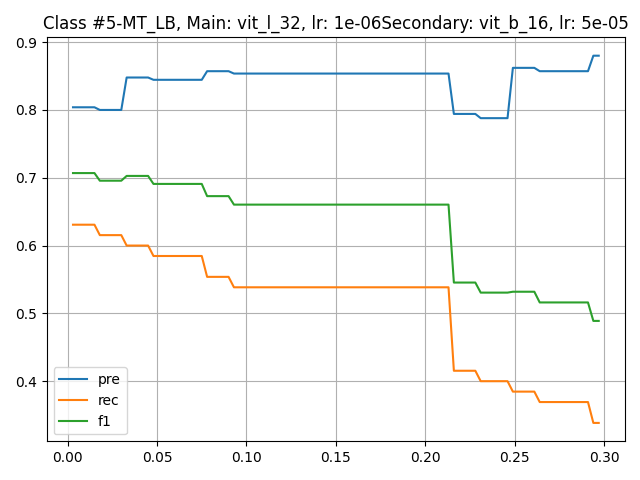 Class #5-MT_LB, Main: vit_l_32, lr: 1e-06Secondary: vit_b_16, lr: 5e-05
0.9
0.8
0.7
0.6
0.5
0.4
pre
rec
f1
0.00 0.05 0.10 0.15 0.20 0.25 0.30